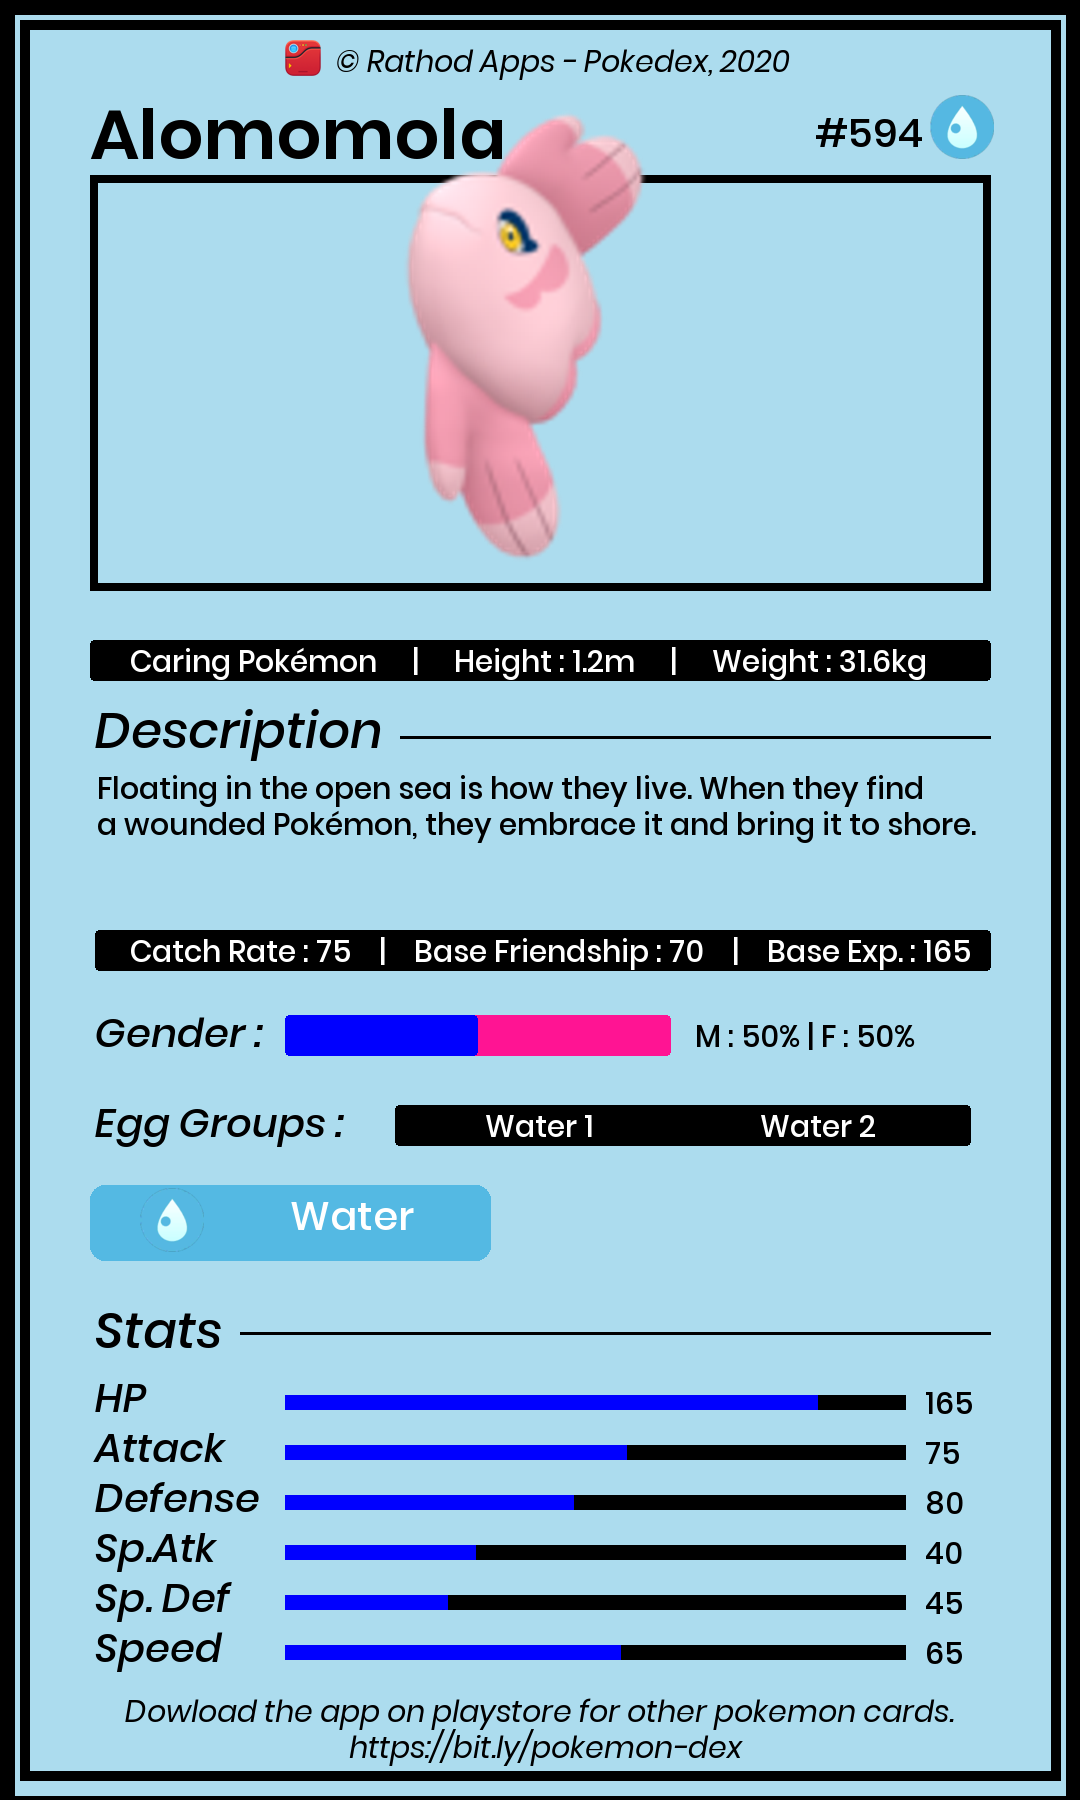 © Rathod Apps - Pokedex, 2020
Alomomola
#594
Caring Pokémon | Height : 1.2m | Weight : 31.6kg
Description
Floating in the open sea is how they live. When they find
a wounded Pokémon, they embrace it and bring it to shore.
Catch Rate : 75 | Base Friendship : 70 | Base Exp. : 165
Gender : M : 50% | F : 50%
Egg Groups : Water 1 Water 2
Water
Stats
HP 165
Attack 75
Defense 80
Sp.Atk 40
Sp. Def 45
Speed 65
Dowload the app on playstore for other pokemon cards.
https://bit.ly/pokemon-dex